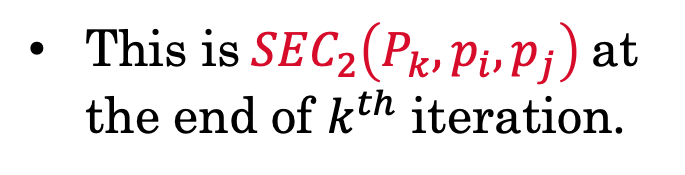 • This is SEC₂(Pₖ, pᵢ, pⱼ) at
the end of kᵗʰ iteration.